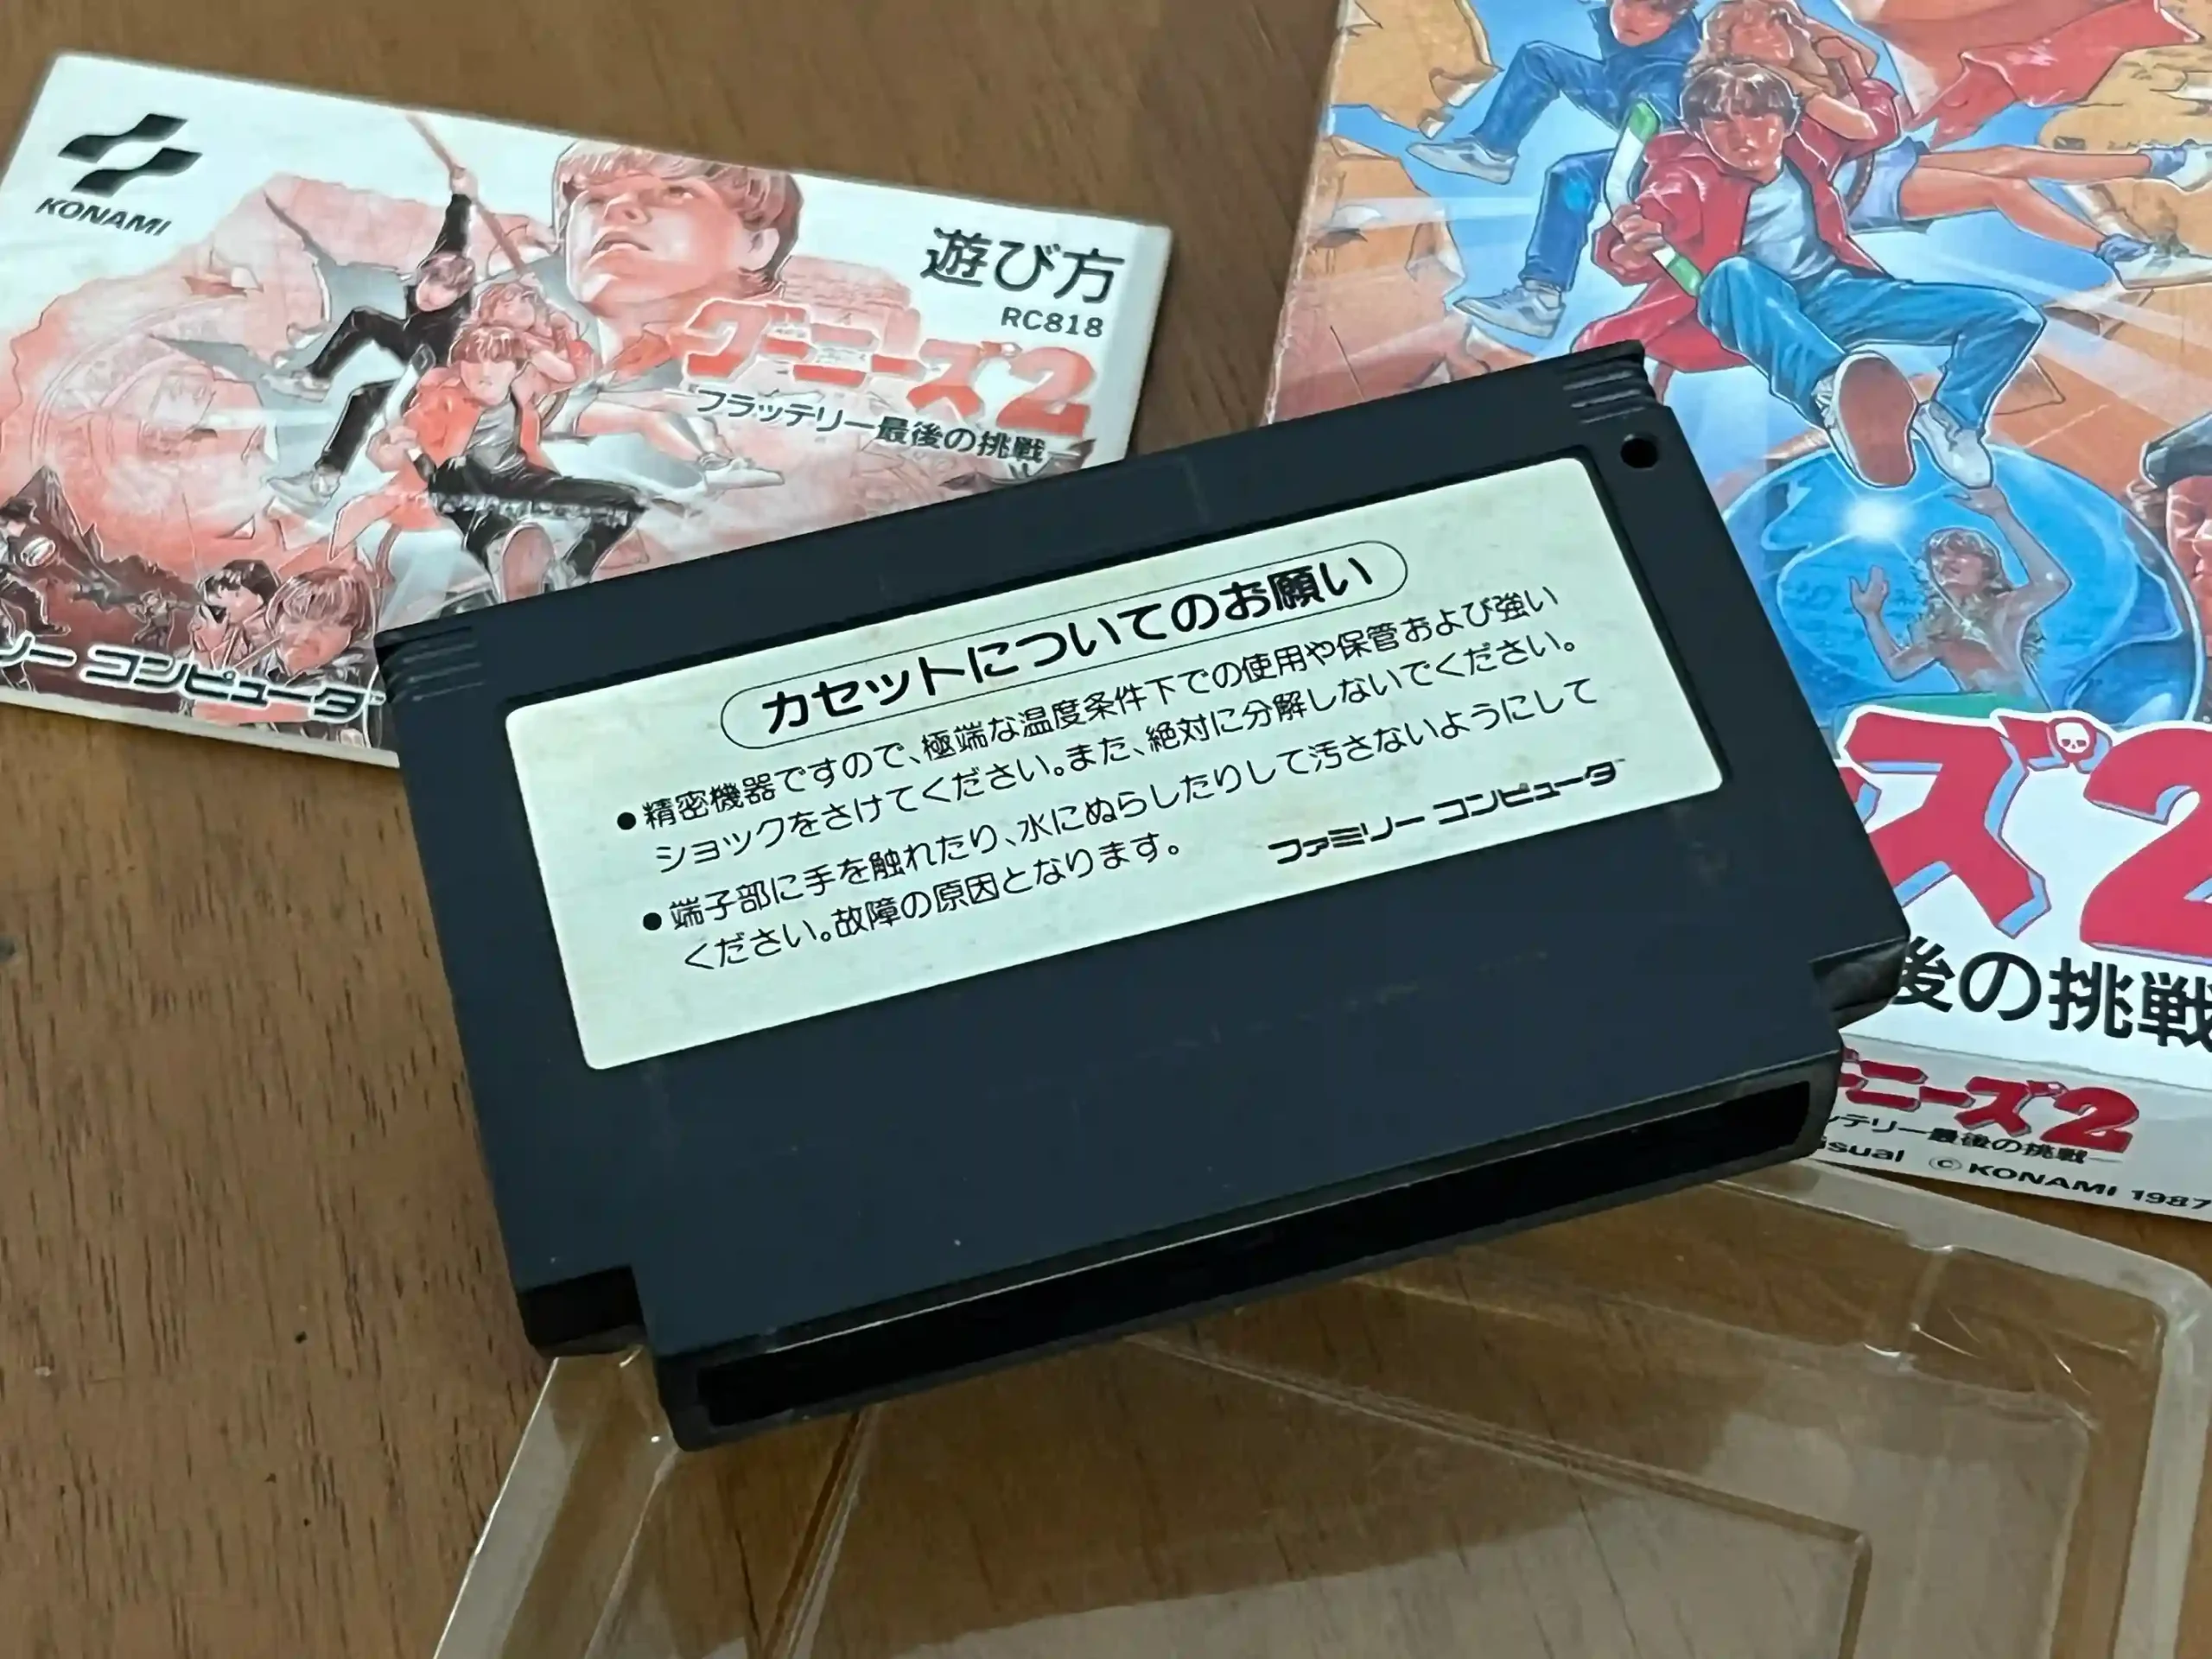 KONAMI
遊び方
RC818
グーニーズ2
フラッテリー最後の挑戦
リー コンピュータ
カセットについてのお願い
●精密機器ですので、極端な温度条件下での使用や保管および強い
ショックをさけてください。また、絶対に分解しないでください。
●端子部に手を触れたり、水にぬらしたりして汚さないようにして
ください。故障の原因となります。
ファミリー コンピュータ
ズ2
後の挑戦
ニーズ2
テリー最後の挑戦
sual ©KONAMI 1987